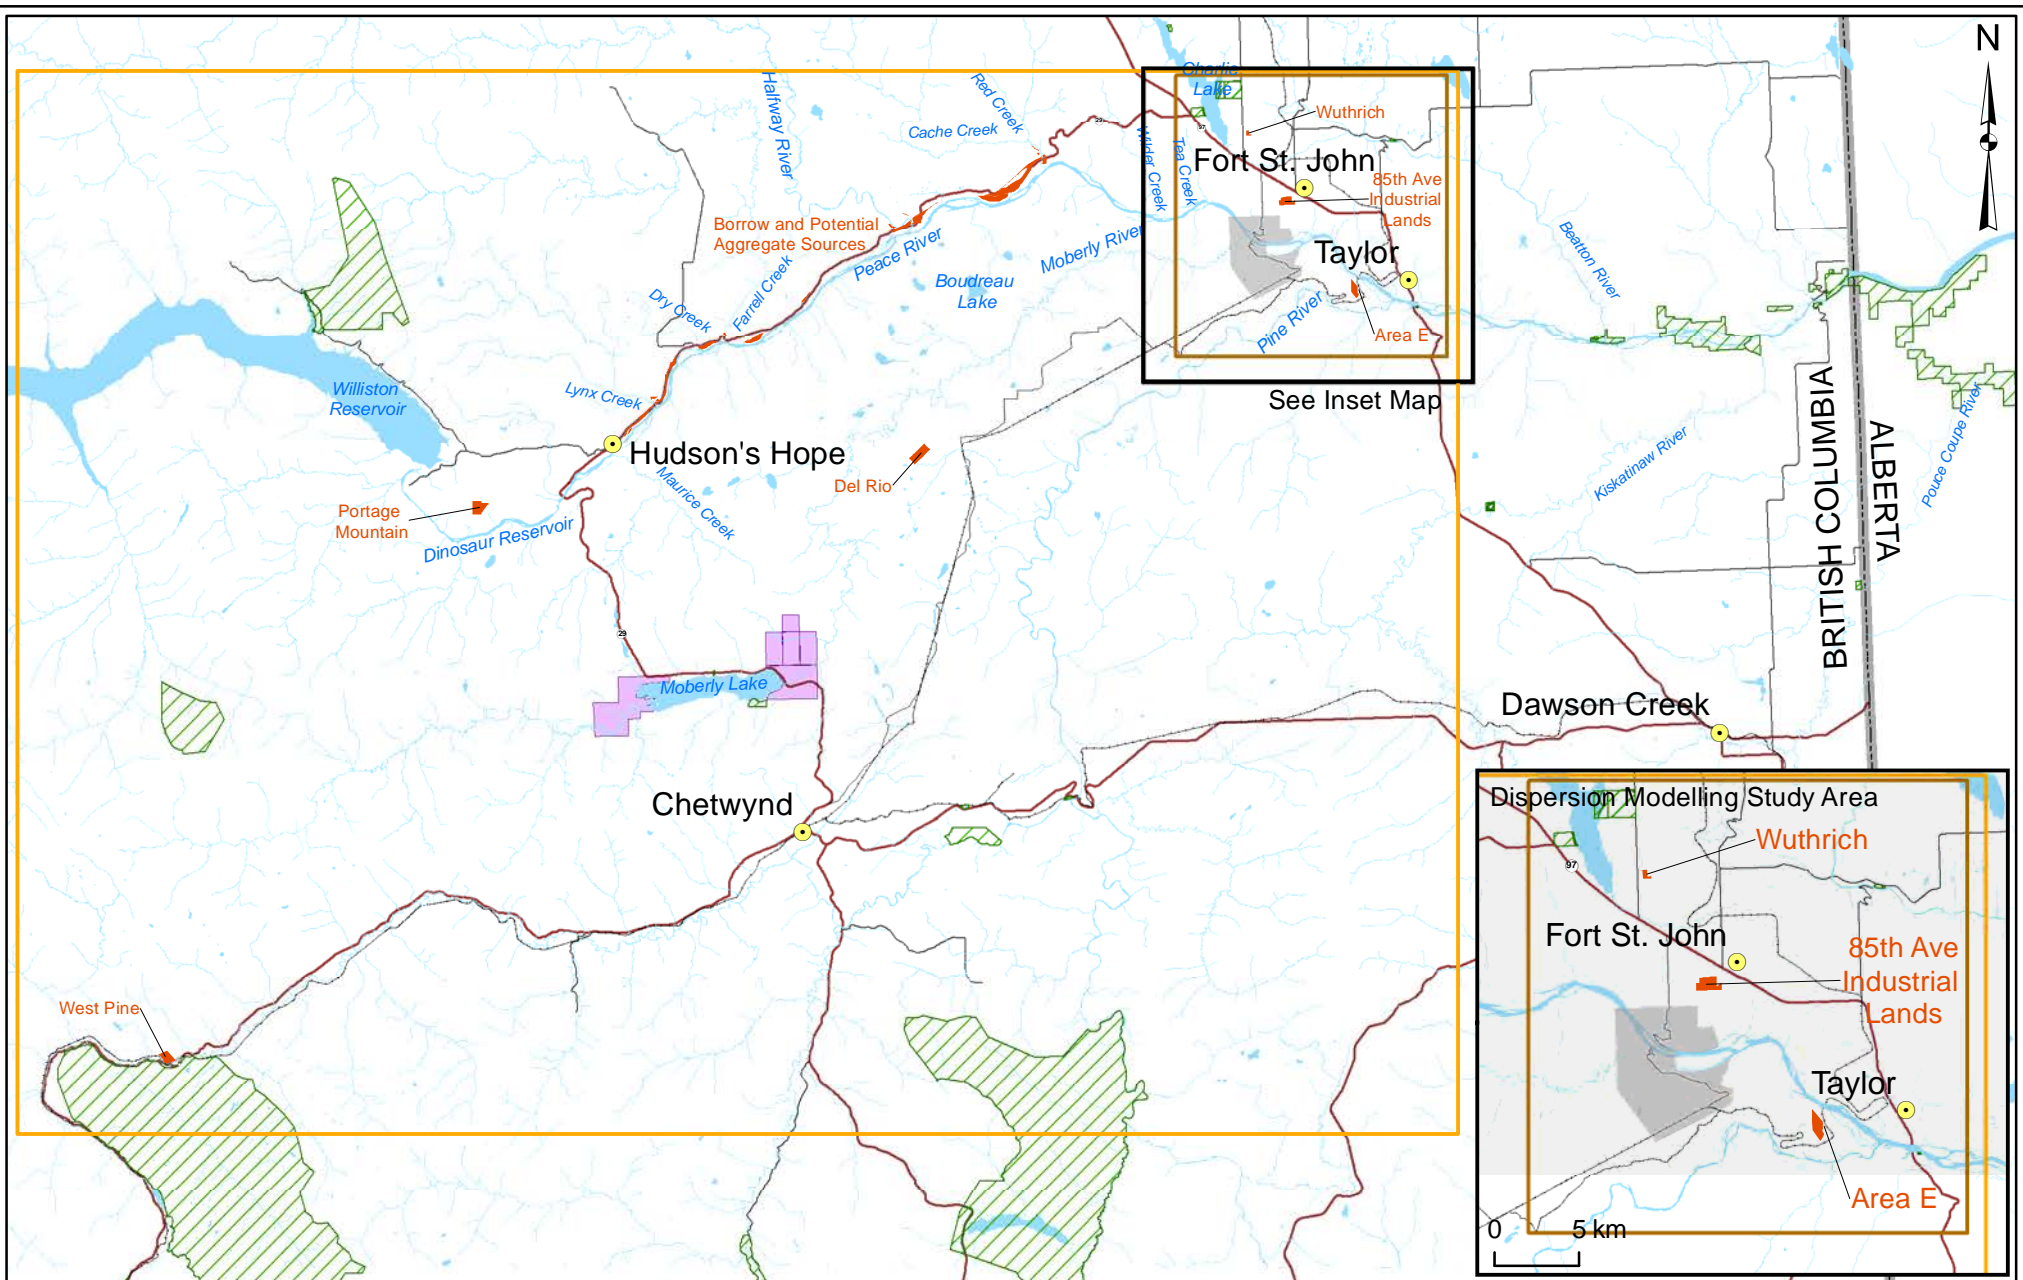 N
Charlie
Lake
Halfway River
Red Creek
Cache Creek
29
97
Wuthrich
Wilder Creek
Tea Creek
Fort St. John
85th Ave
Industrial
Lands
Borrow and Potential
Aggregate Sources
Peace River
Moberly River
Boudreau
Lake
Taylor
Beatton River
Dry Creek
Farrell Creek
Pine River
Area E
Williston
Reservoir
Lynx Creek
See Inset Map
BRITISH COLUMBIA
ALBERTA
Pouce Coupe River
Hudson's Hope
Maurice Creek
Del Rio
Kiskatinaw River
Portage
Mountain
Dinosaur Reservoir
29
Moberly Lake
Dawson Creek
Chetwynd
West Pine
Dispersion Modelling Study Area
Wuthrich
97
Fort St. John
85th Ave
Industrial
Lands
Taylor
Area E
0 5 km